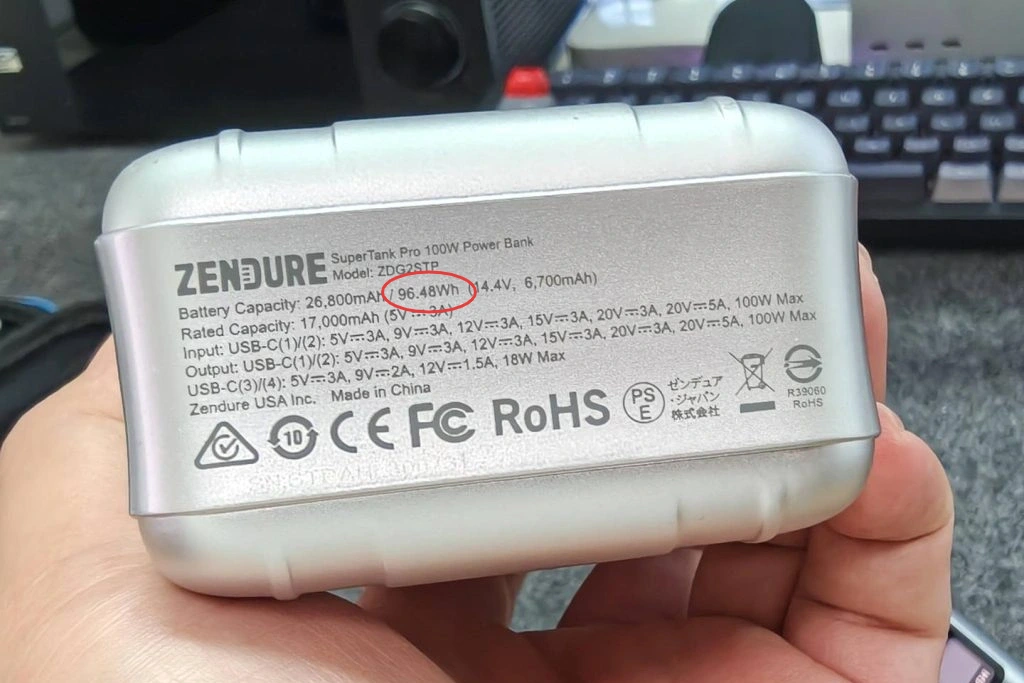 ZENDURE
SuperTank Pro 100W Power Bank
Model: ZDG2STP
Battery Capacity: 26,800mAh / 96.48Wh (14.4V, 6,700mAh)
Rated Capacity: 17,000mAh (5V⎓3A)
Input: USB-C(1)/(2): 5V⎓3A, 9V⎓3A, 12V⎓3A, 15V⎓3A, 20V⎓3A, 20V⎓5A, 100W Max
Output: USB-C(1)/(2): 5V⎓3A, 9V⎓3A, 12V⎓3A, 15V⎓3A, 20V⎓3A, 20V⎓5A, 100W Max
USB-C(3)/(4): 5V⎓3A, 9V⎓2A, 12V⎓1.5A, 18W Max
Zendure USA Inc. Made in China
10
CE
FC
RoHS
PS
E
ゼンデュア
・ジャパン
株式会社
R39060
RoHS